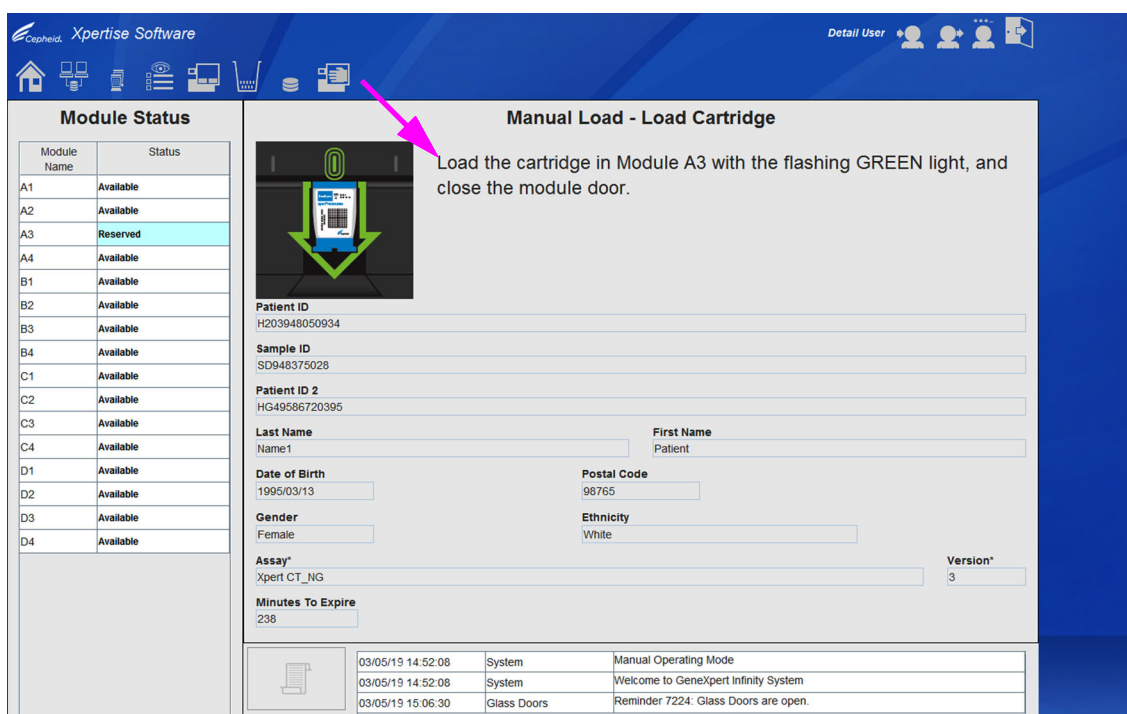 Cepheid. Xpertise Software
Detail User
Module Status
Module Name Status
A1 Available
A2 Available
A3 Reserved
A4 Available
B1 Available
B2 Available
B3 Available
B4 Available
C1 Available
C2 Available
C3 Available
C4 Available
D1 Available
D2 Available
D3 Available
D4 Available
Manual Load - Load Cartridge
Load the cartridge in Module A3 with the flashing GREEN light, and
close the module door.
Patient ID
H203948050934
Sample ID
SD948375028
Patient ID 2
HG49586720395
Last Name First Name
Name1 Patient
Date of Birth Postal Code
1995/03/13 98765
Gender Ethnicity
Female White
Assay* Version*
Xpert CT_NG 3
Minutes To Expire
238
03/05/19 14:52:08 System Manual Operating Mode
03/05/19 14:52:08 System Welcome to GeneXpert Infinity System
03/05/19 15:06:30 Glass Doors Reminder 7224: Glass Doors are open.